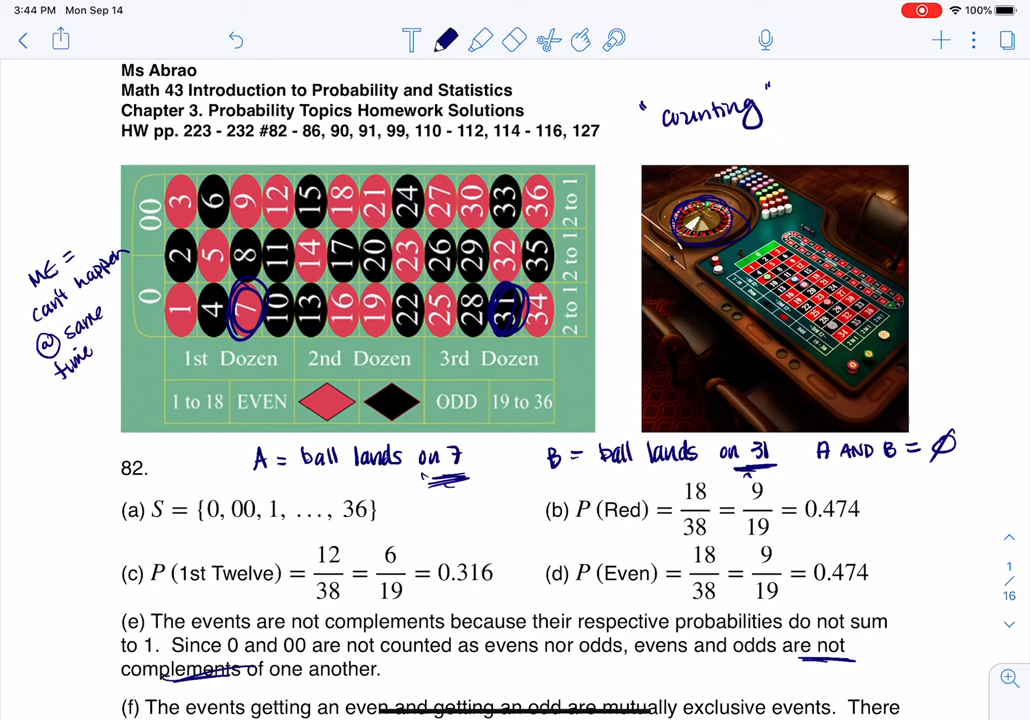 3:44 PM Mon Sep 14
100%
Ms Abrao
Math 43 Introduction to Probability and Statistics
Chapter 3. Probability Topics Homework Solutions
HW pp. 223 - 232 #82 - 86, 90, 91, 99, 110 - 112, 114 - 116, 127
"counting"
00 3 6 9 12 15 18 21 24 27 30 33 36 2 to 1
2 5 8 11 14 17 20 23 26 29 32 35 2 to 1
0 1 4 7 10 13 16 19 22 25 28 31 34 2 to 1
1st Dozen 2nd Dozen 3rd Dozen
1 to 18 EVEN ODD 19 to 36
ME =
can't happen
@ same
time
A = ball lands on 7 B = ball lands on 31 A AND B = ∅
82.
(a) S = {0, 00, 1, ..., 36} (b) P (Red) = 18/38 = 9/19 = 0.474
(c) P (1st Twelve) = 12/38 = 6/19 = 0.316 (d) P (Even) = 18/38 = 9/19 = 0.474
(e) The events are not complements because their respective probabilities do not sum
to 1. Since 0 and 00 are not counted as evens nor odds, evens and odds are not
complements of one another.
(f) The events getting an even and getting an odd are mutually exclusive events. There
1
/
16